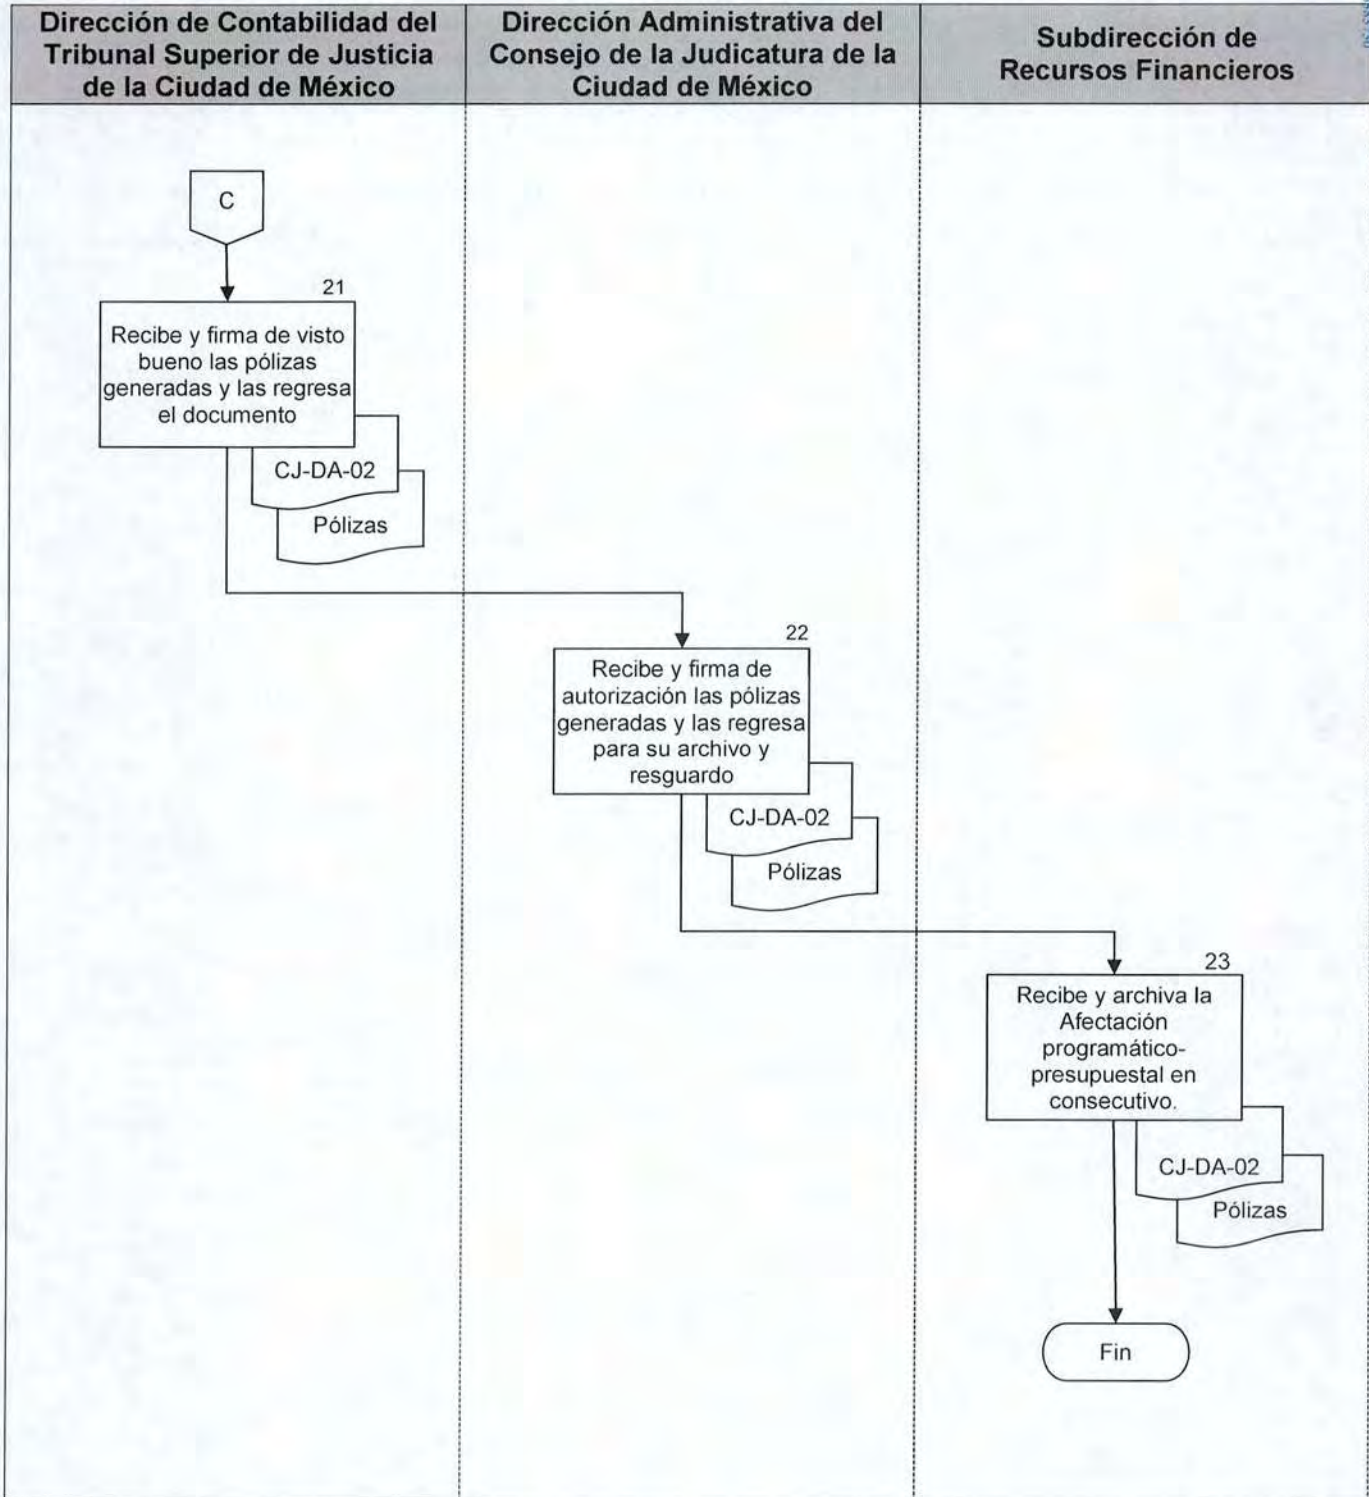 Dirección de Contabilidad del
Tribunal Superior de Justicia
de la Ciudad de México
Dirección Administrativa del
Consejo de la Judicatura de la
Ciudad de México
Subdirección de
Recursos Financieros
C
21
Recibe y firma de visto
bueno las pólizas
generadas y las regresa
el documento
CJ-DA-02
Pólizas
22
Recibe y firma de
autorización las pólizas
generadas y las regresa
para su archivo y
resguardo
CJ-DA-02
Pólizas
23
Recibe y archiva la
Afectación
programático-
presupuestal en
consecutivo.
CJ-DA-02
Pólizas
Fin